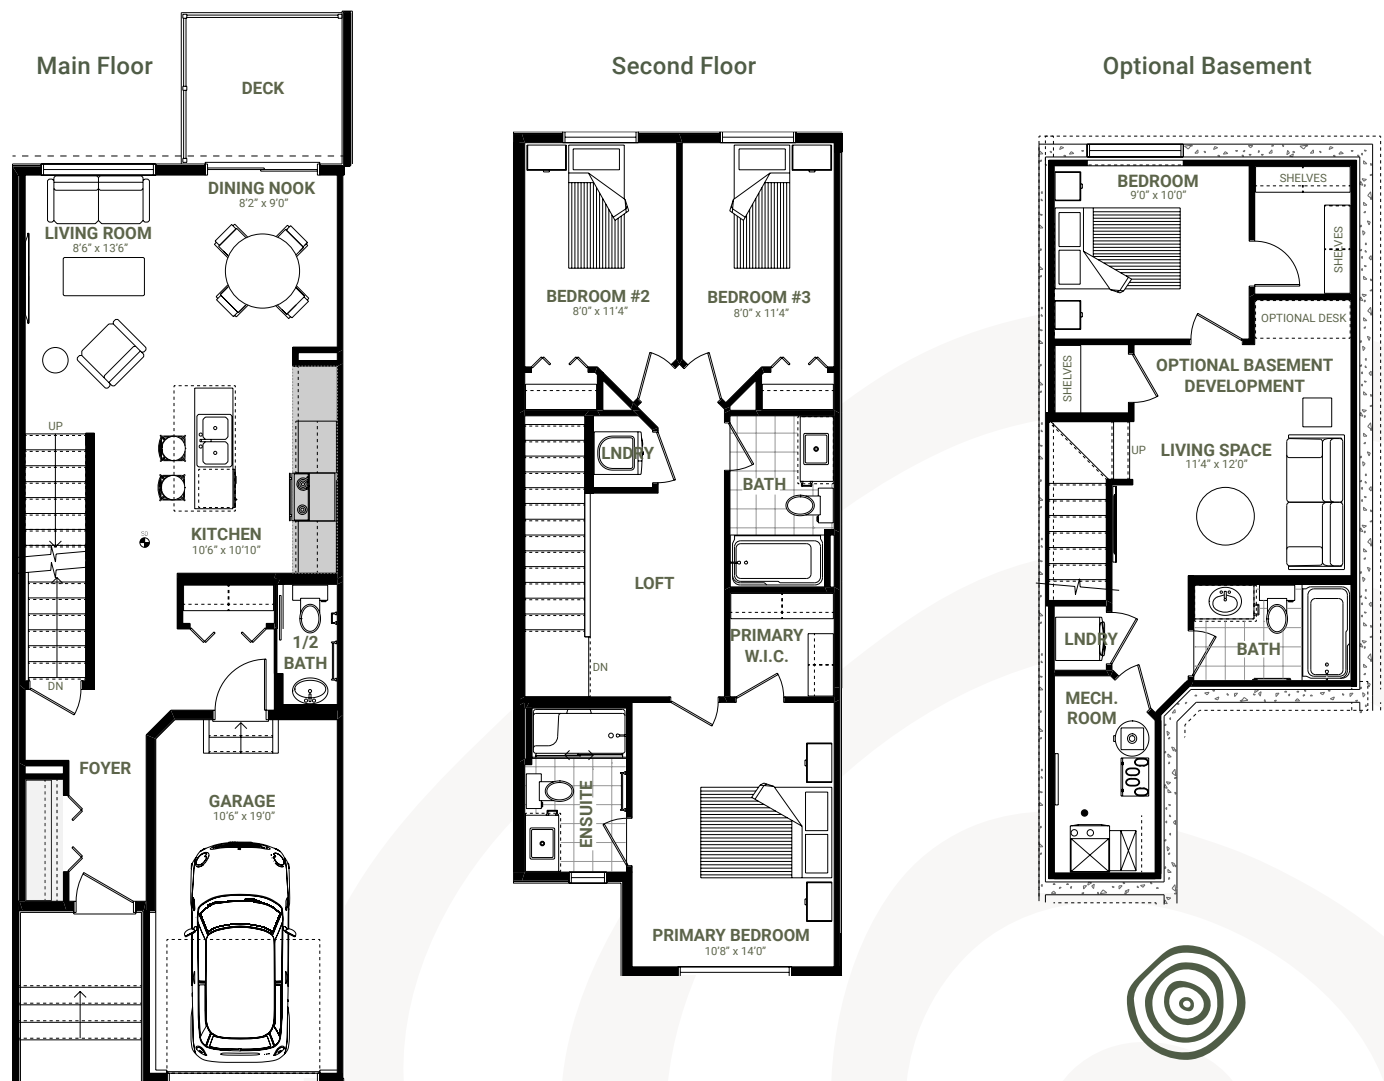 Main Floor
DECK
DINING NOOK
8'2" x 9'0"
LIVING ROOM
8'6" x 13'6"
UP
KITCHEN
10'6" x 10'10"
SD
1/2
BATH
DN
FOYER
GARAGE
10'6" x 19'0"
Second Floor
BEDROOM #2
8'0" x 11'4"
BEDROOM #3
8'0" x 11'4"
LNDRY
BATH
LOFT
PRIMARY
W.I.C.
DN
ENSUITE
PRIMARY BEDROOM
10'8" x 14'0"
Optional Basement
BEDROOM
9'0" x 10'0"
SHELVES
SHELVES
OPTIONAL DESK
SHELVES
OPTIONAL BASEMENT
DEVELOPMENT
UP
LIVING SPACE
11'4" x 12'0"
LNDRY
BATH
MECH.
ROOM